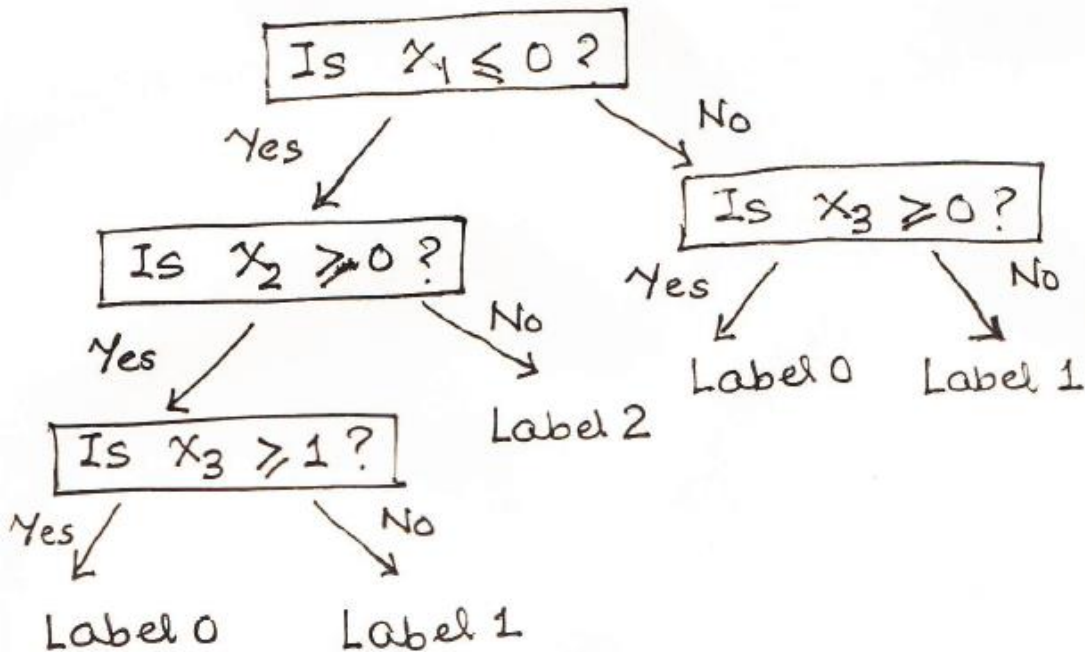 Is X₁ ≤ 0 ?
Yes
No
Is X₂ ≥ 0 ?
Is X₃ ≥ 0 ?
Yes
No
Yes
No
Label 2
Label 0
Label 1
Is X₃ ≥ 1 ?
Yes
No
Label 0
Label 1